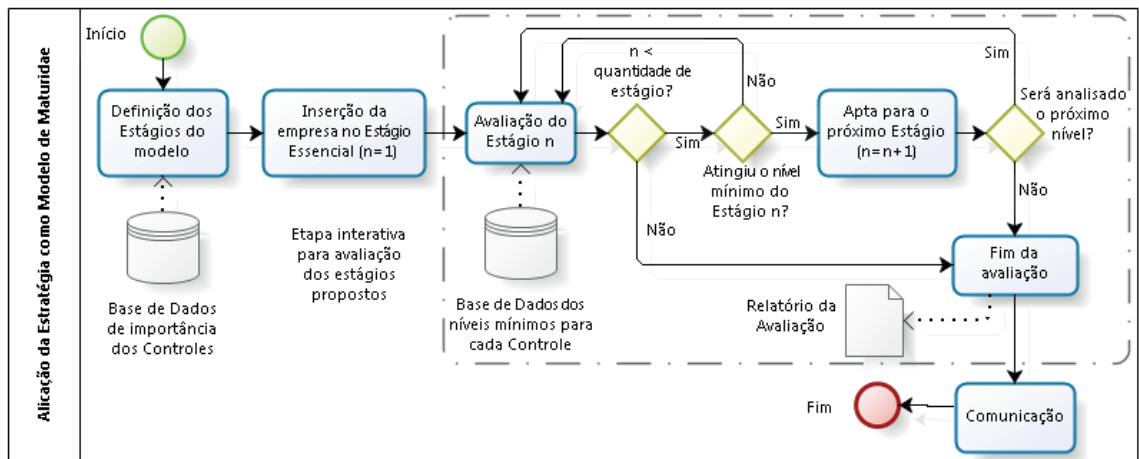 Alicação da Estratégia como Modelo de Maturidae
Início
Definição dos
Estágios do
modelo
Inserção da
empresa no Estágio
Essencial (n=1)
Avaliação do
Estágio n
n <
quantidade de
estágio?
Sim
Não
Atingiu o nível
mínimo do
Estágio n?
Sim
Não
Apta para o
próximo Estágio
(n=n+1)
Sim
Será analisado
o próximo
nível?
Não
Fim da
avaliação
Base de Dados
de importância
dos Controles
Etapa interativa
para avaliação
dos estágios
propostos
Base de Dados dos
níveis mínimos para
cada Controle
Relatório da
Avaliação
Comunicação
Fim